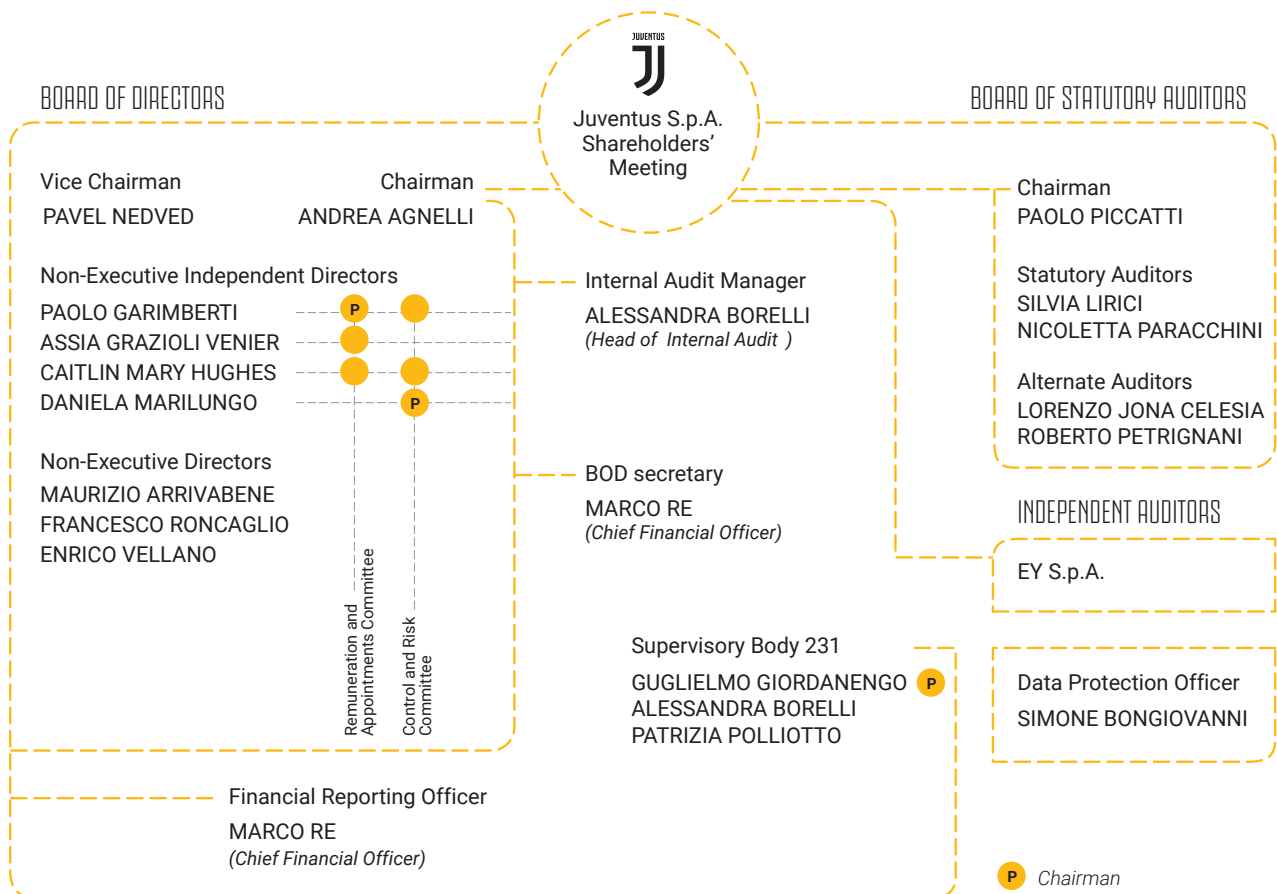 JUVENTUS
Juventus S.p.A.
Shareholders'
Meeting
BOARD OF DIRECTORS
Vice Chairman
PAVEL NEDVED
Chairman
ANDREA AGNELLI
Non-Executive Independent Directors
PAOLO GARIMBERTI
P
ASSIA GRAZIOLI VENIER
CAITLIN MARY HUGHES
DANIELA MARILUNGO
P
Non-Executive Directors
MAURIZIO ARRIVABENE
FRANCESCO RONCAGLIO
ENRICO VELLANO
Remuneration and
Appointments Committee
Control and Risk
Committee
Internal Audit Manager
ALESSANDRA BORELLI
(Head of Internal Audit )
BOD secretary
MARCO RE
(Chief Financial Officer)
Supervisory Body 231
GUGLIELMO GIORDANENGO P
ALESSANDRA BORELLI
PATRIZIA POLLIOTTO
Financial Reporting Officer
MARCO RE
(Chief Financial Officer)
BOARD OF STATUTORY AUDITORS
Chairman
PAOLO PICCATTI
Statutory Auditors
SILVIA LIRICI
NICOLETTA PARACCHINI
Alternate Auditors
LORENZO JONA CELESIA
ROBERTO PETRIGNANI
INDEPENDENT AUDITORS
EY S.p.A.
Data Protection Officer
SIMONE BONGIOVANNI
P Chairman